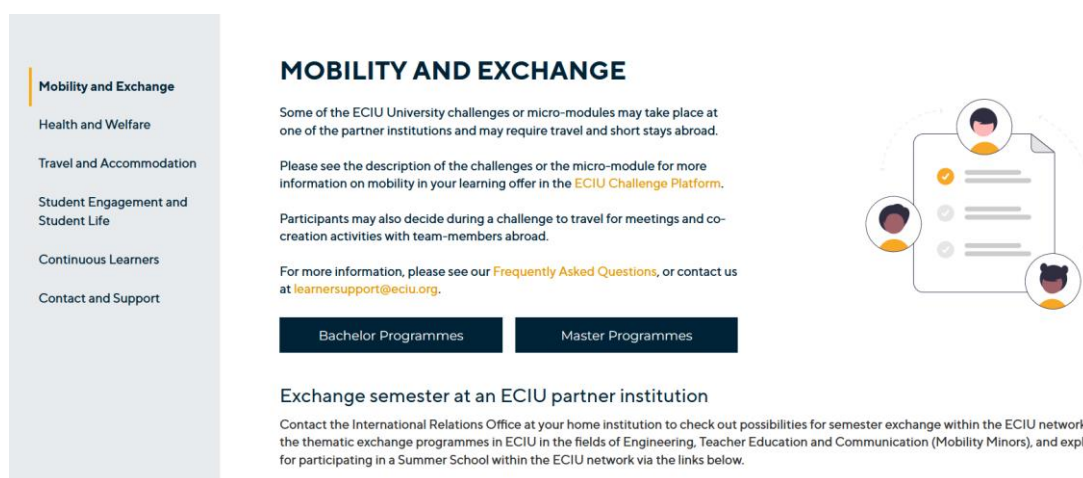 Mobility and Exchange
Health and Welfare
Travel and Accommodation
Student Engagement and
Student Life
Continuous Learners
Contact and Support
MOBILITY AND EXCHANGE
Some of the ECIU University challenges or micro-modules may take place at
one of the partner institutions and may require travel and short stays abroad.
Please see the description of the challenges or the micro-module for more
information on mobility in your learning offer in the ECIU Challenge Platform.
Participants may also decide during a challenge to travel for meetings and co-
creation activities with team-members abroad.
For more information, please see our Frequently Asked Questions, or contact us
at learnersupport@eciu.org.
Bachelor Programmes
Master Programmes
Exchange semester at an ECIU partner institution
Contact the International Relations Office at your home institution to check out possibilities for semester exchange within the ECIU network
the thematic exchange programmes in ECIU in the fields of Engineering, Teacher Education and Communication (Mobility Minors), and expl
for participating in a Summer School within the ECIU network via the links below.